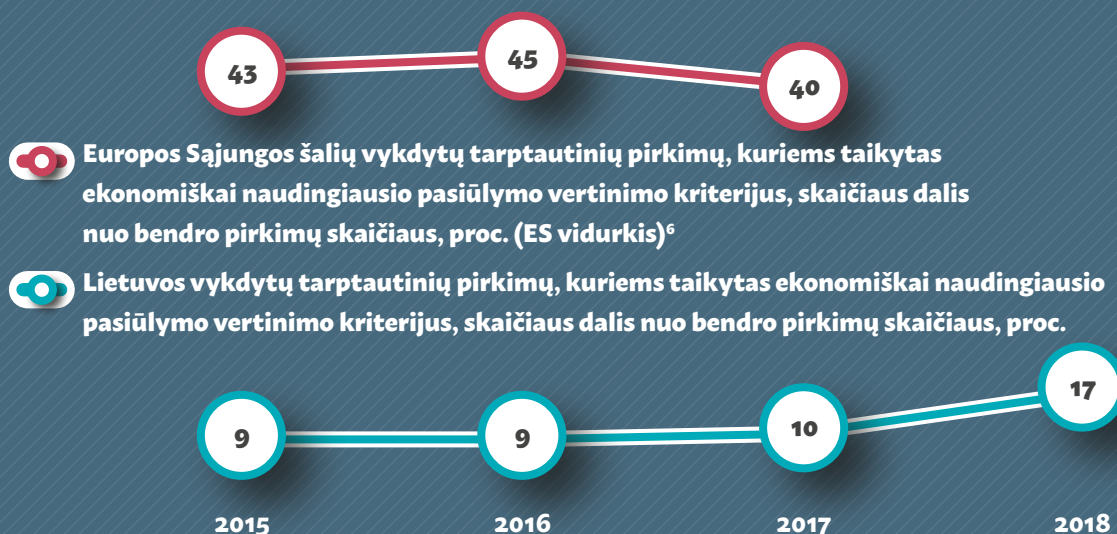 43 45 40
Europos Sąjungos šalių vykdytų tarptautinių pirkimų, kuriems taikytas
ekonomiškai naudingiausio pasiūlymo vertinimo kriterijus, skaičiaus dalis
nuo bendro pirkimų skaičiaus, proc. (ES vidurkis)⁶
Lietuvos vykdytų tarptautinių pirkimų, kuriems taikytas ekonomiškai naudingiausio
pasiūlymo vertinimo kriterijus, skaičiaus dalis nuo bendro pirkimų skaičiaus, proc.
9 9 10 17
2015 2016 2017 2018